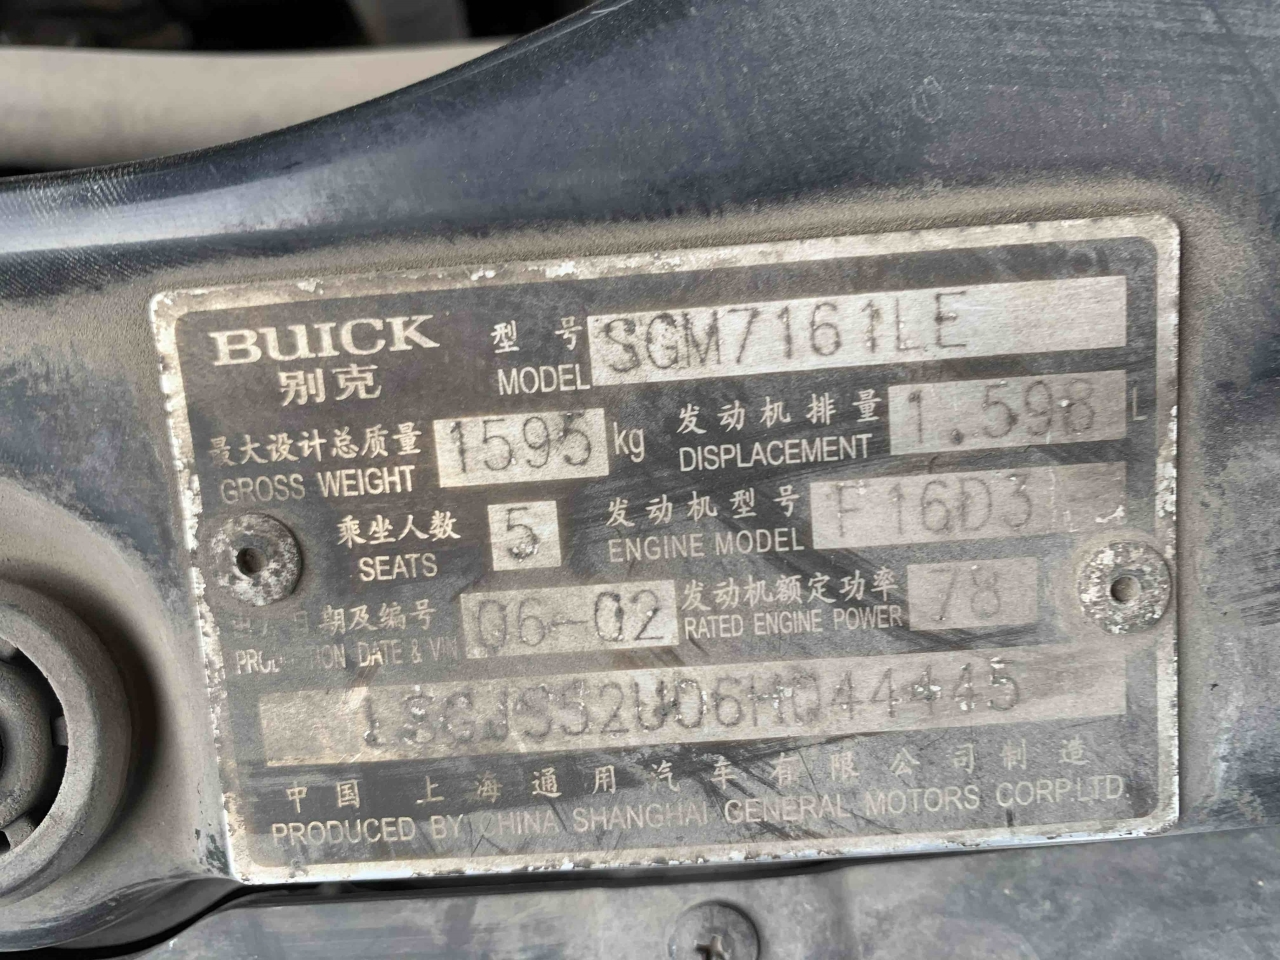 BUICK
别克
型号 SGM7161LE
MODEL
最大设计总质量 1595 kg
GROSS WEIGHT
发动机排量 1.598 L
DISPLACEMENT
乘坐人数 5
SEATS
发动机型号 F16D3
ENGINE MODEL
生产日期及编号 06-02
PRODUCTION DATE & VIN
发动机额定功率 78
RATED ENGINE POWER
LSGJS52U06H044445
中国 上海通用汽车有限公司制造
PRODUCED BY CHINA SHANGHAI GENERAL MOTORS CORP.LTD